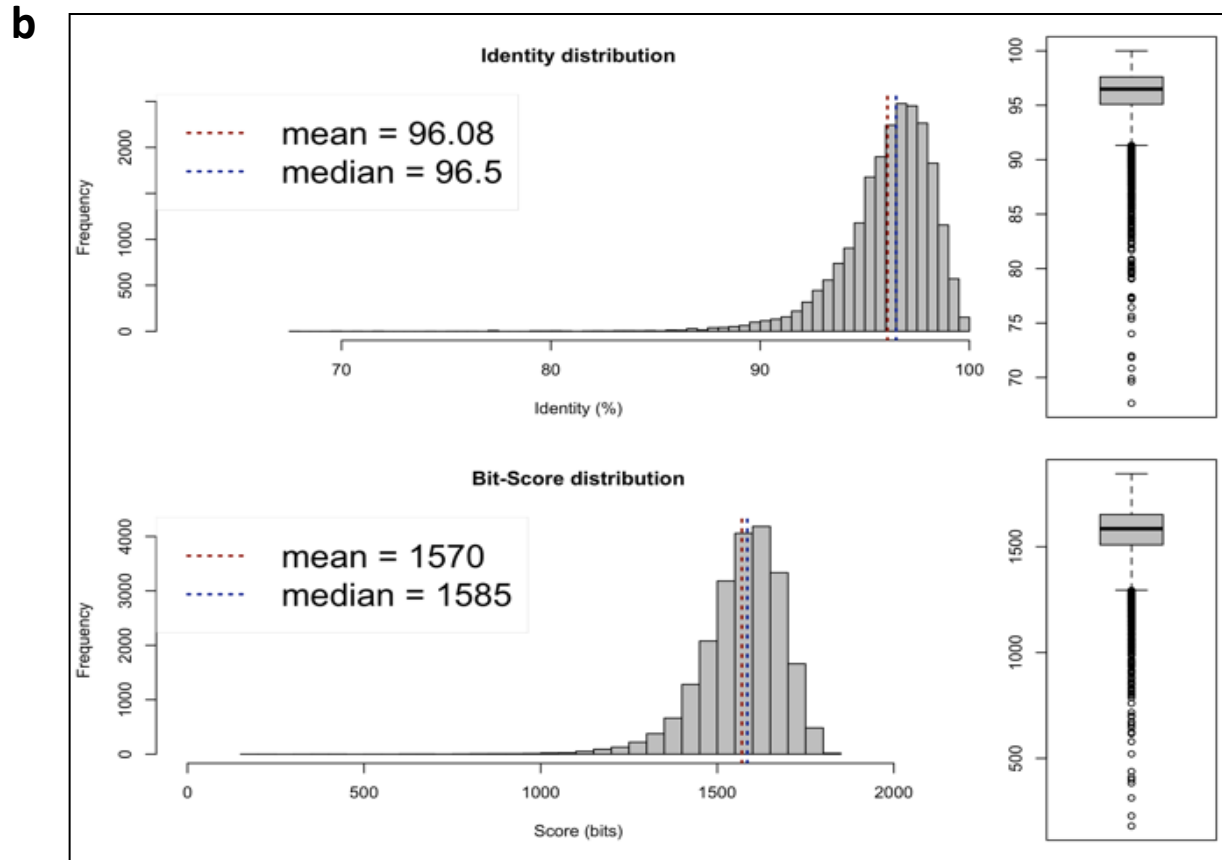 b
Identity distribution
mean = 96.08
median = 96.5
Frequency
2000
1000
500
0
70 80 90 100
Identity (%)
100
95
90
85
80
75
70
Bit-Score distribution
mean = 1570
median = 1585
Frequency
4000
3000
2000
1000
0
0 500 1000 1500 2000
Score (bits)
1500
1000
500